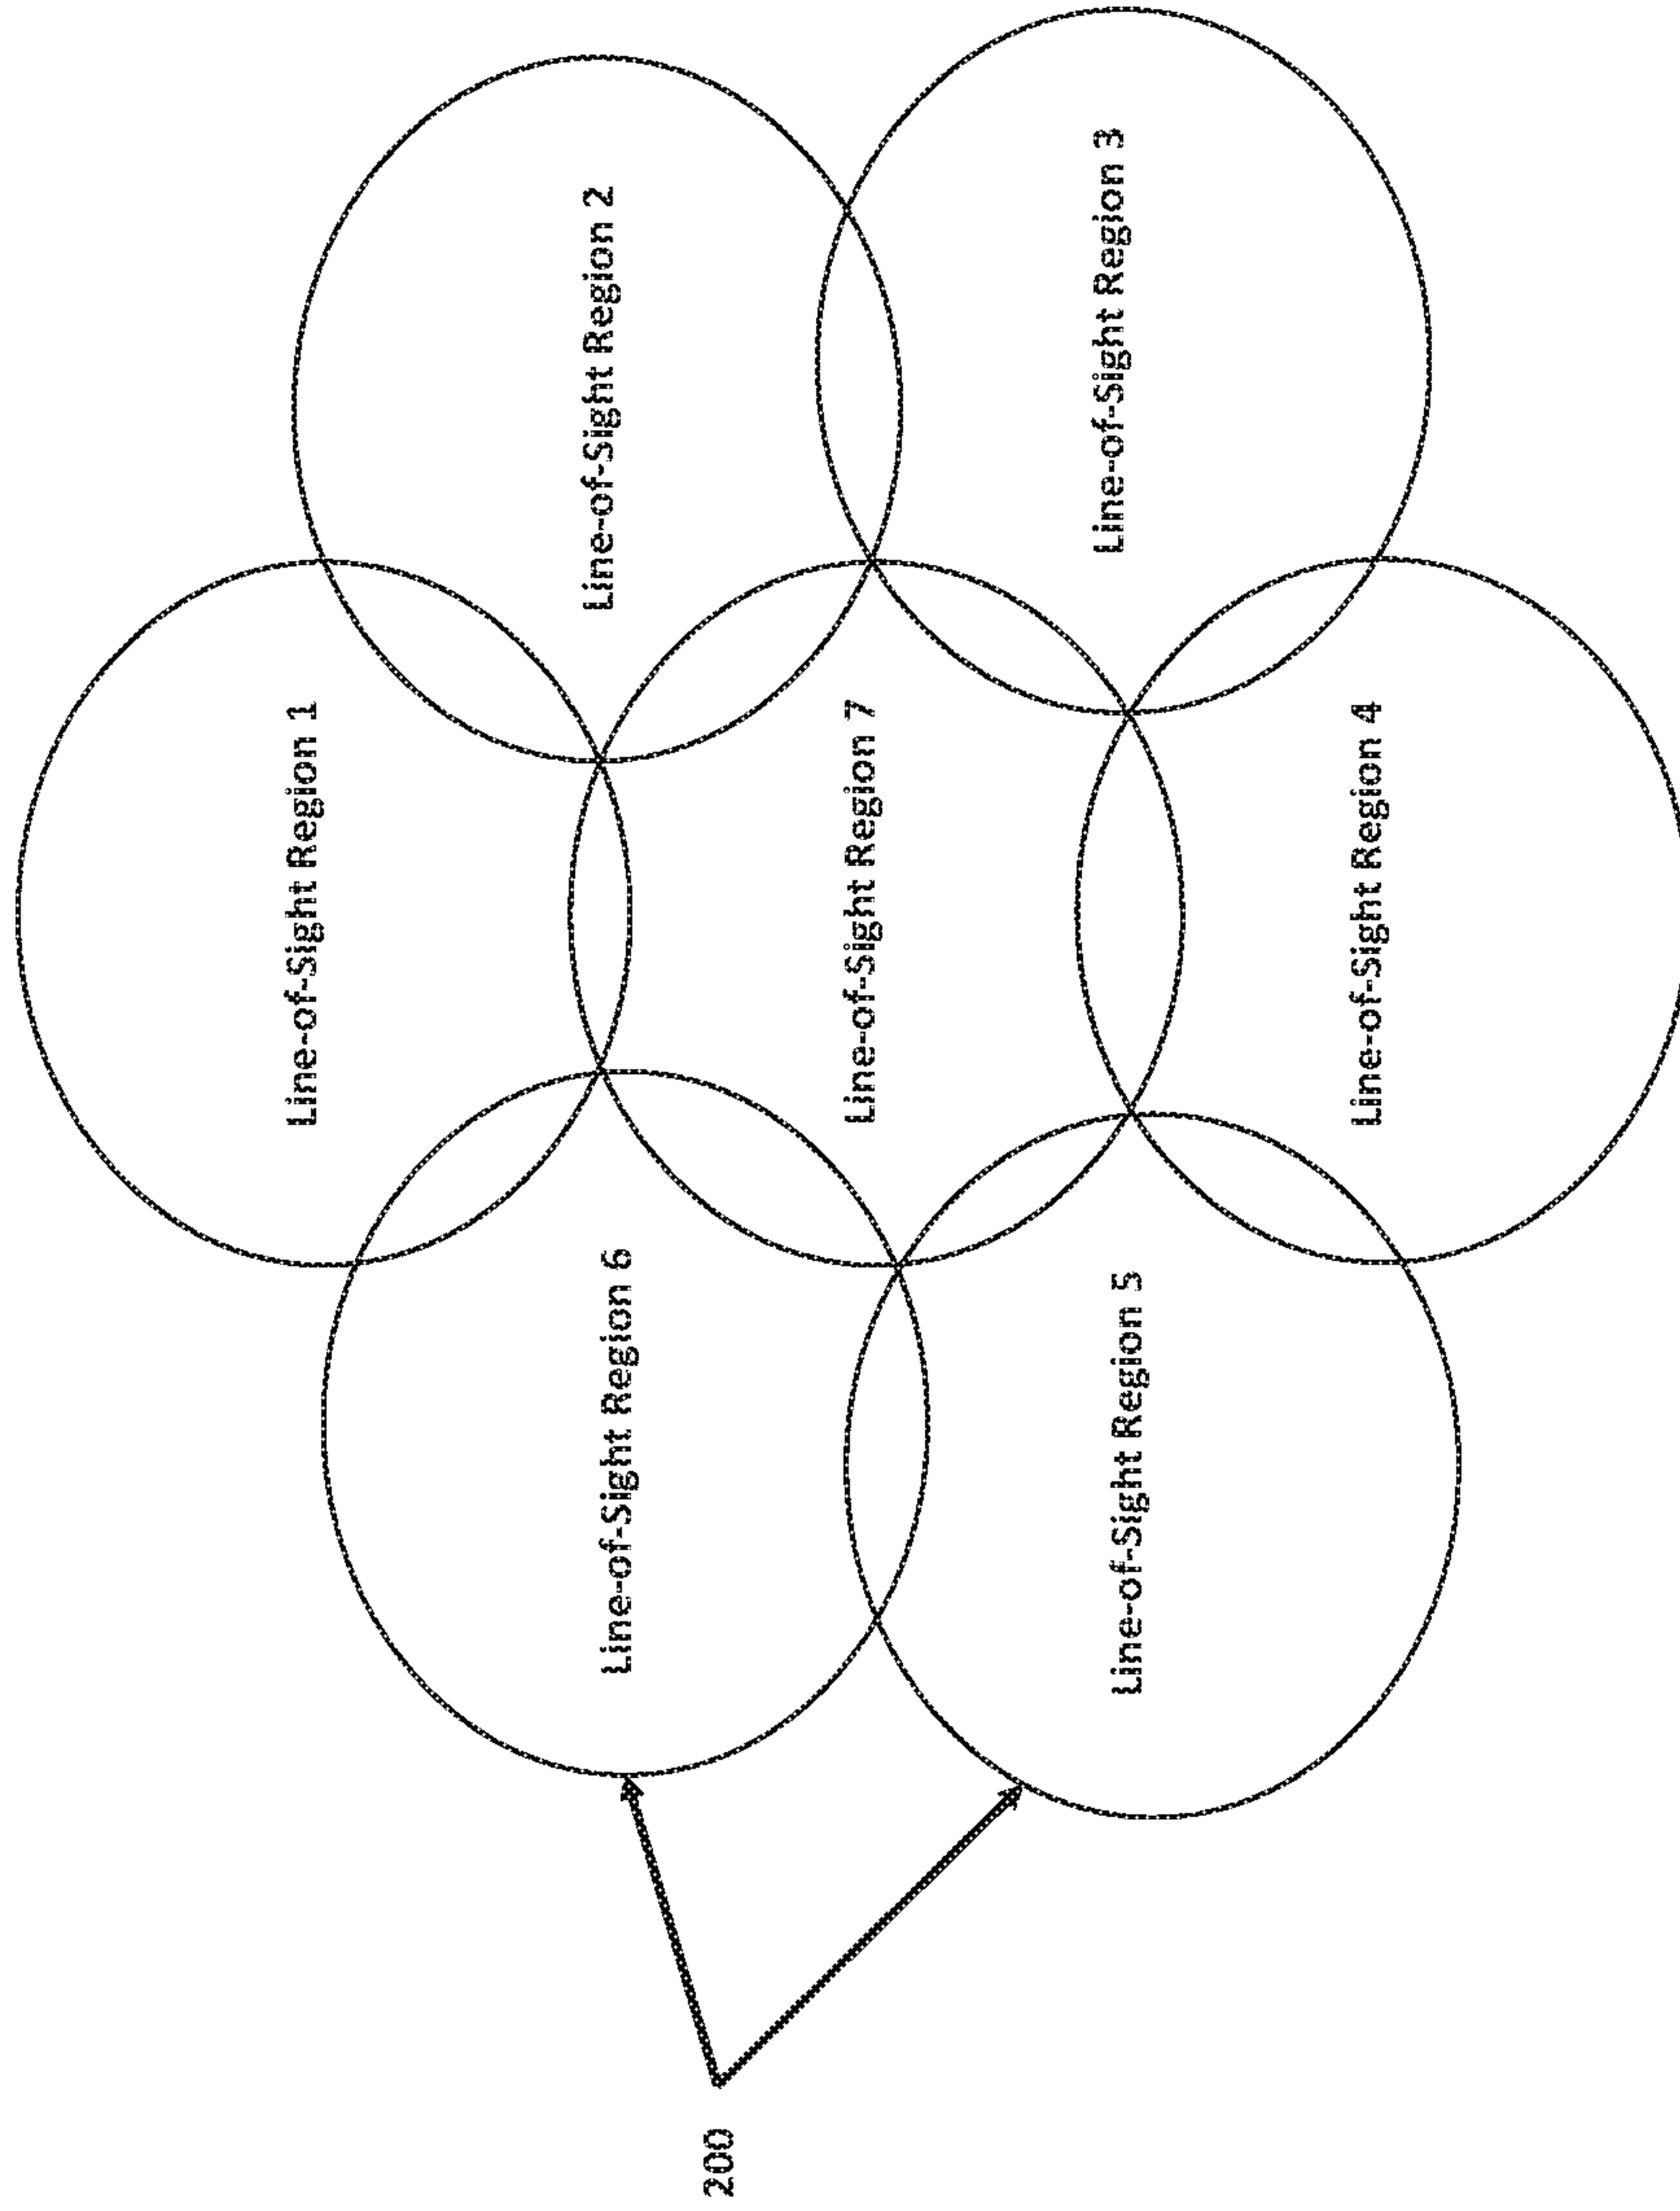 Line-of-Sight Region 1
Line-of-Sight Region 2
Line-of-Sight Region 3
Line-of-Sight Region 4
Line-of-Sight Region 5
Line-of-Sight Region 6
Line-of-Sight Region 7
200